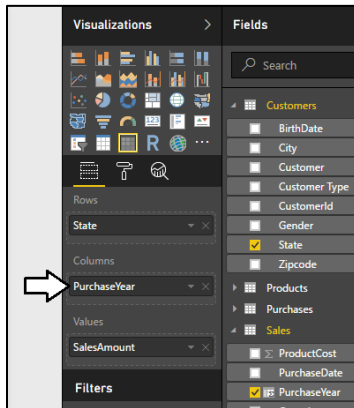 Visualizations >
Fields
Search
123
R
...
Rows
State
Columns
PurchaseYear
Values
SalesAmount
Filters
Customers
BirthDate
City
Customer
Customer Type
CustomerId
Gender
State
Zipcode
Products
Purchases
Sales
Σ ProductCost
PurchaseDate
PurchaseYear